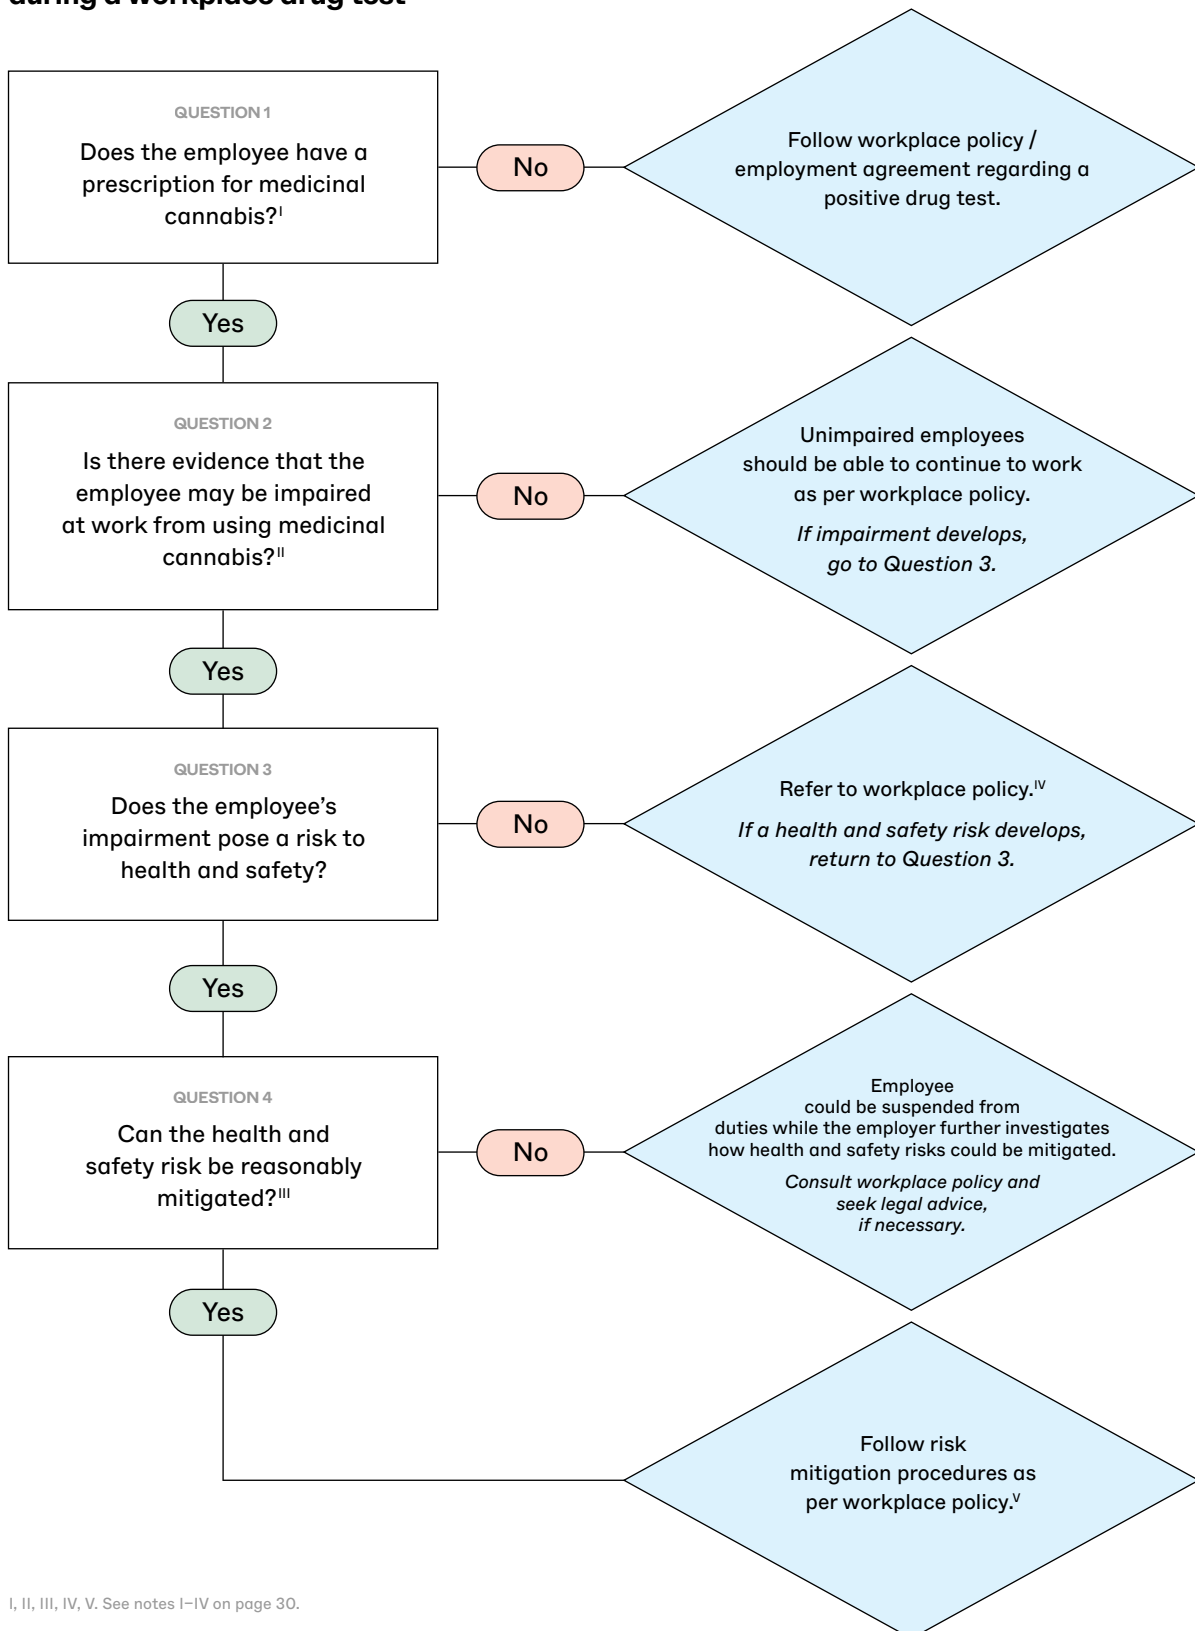 during a workplace drug test
QUESTION 1
Does the employee have a
prescription for medicinal
cannabis?ᴵ
No
Follow workplace policy /
employment agreement regarding a
positive drug test.
Yes
QUESTION 2
Is there evidence that the
employee may be impaired
at work from using medicinal
cannabis?ᴵᴵ
No
Unimpaired employees
should be able to continue to work
as per workplace policy.
If impairment develops,
go to Question 3.
Yes
QUESTION 3
Does the employee’s
impairment pose a risk to
health and safety?
No
Refer to workplace policy.ᴵⱽ
If a health and safety risk develops,
return to Question 3.
Yes
QUESTION 4
Can the health and
safety risk be reasonably
mitigated?ᴵᴵᴵ
No
Employee
could be suspended from
duties while the employer further investigates
how health and safety risks could be mitigated.
Consult workplace policy and
seek legal advice,
if necessary.
Yes
Follow risk
mitigation procedures as
per workplace policy.ⱽ
I, II, III, IV, V. See notes I–IV on page 30.